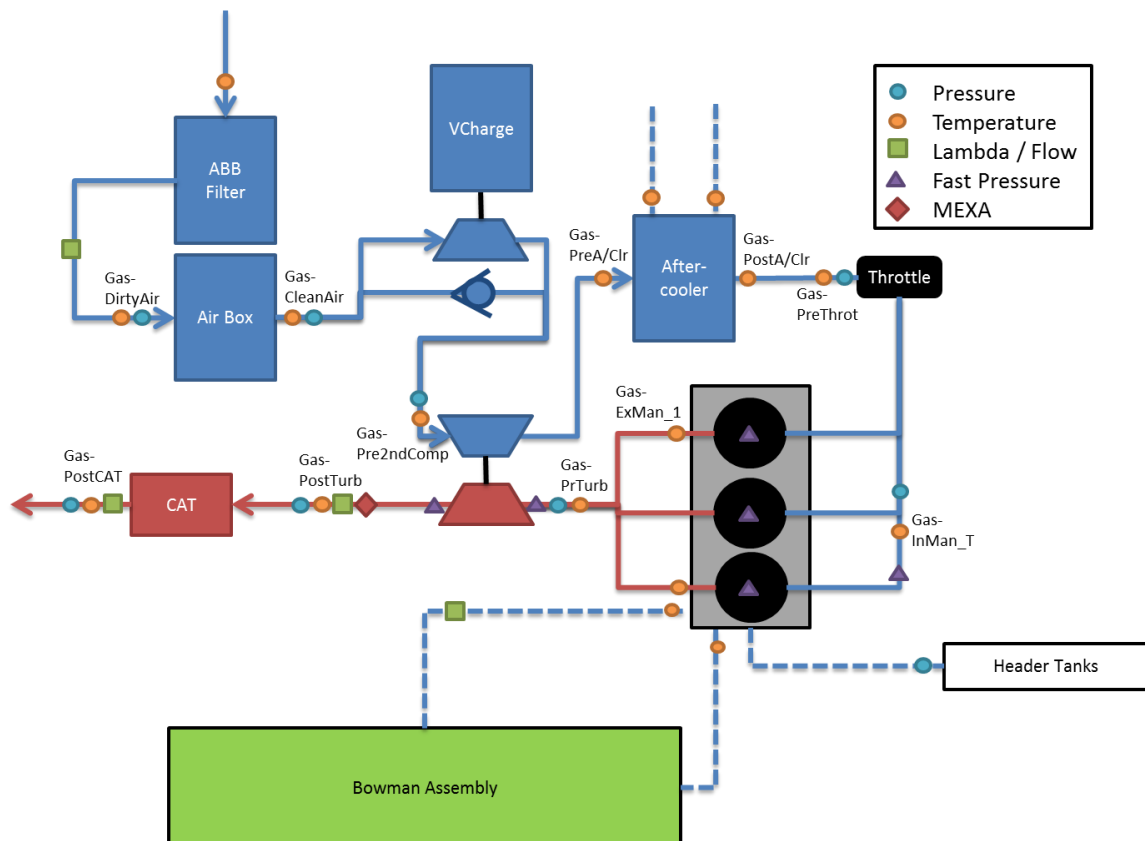 ABB
Filter
VCharge
Pressure
Temperature
Lambda / Flow
Fast Pressure
MEXA
Gas-
DirtyAir
Air Box
Gas-
CleanAir
Gas-
PreA/Clr
After-
cooler
Gas-
PostA/Clr
Gas-
PreThrot
Throttle
Gas-
Pre2ndComp
Gas-
ExMan_1
Gas-
PostCAT
CAT
Gas-
PostTurb
Gas-
PrTurb
Gas-
InMan_T
Header Tanks
Bowman Assembly